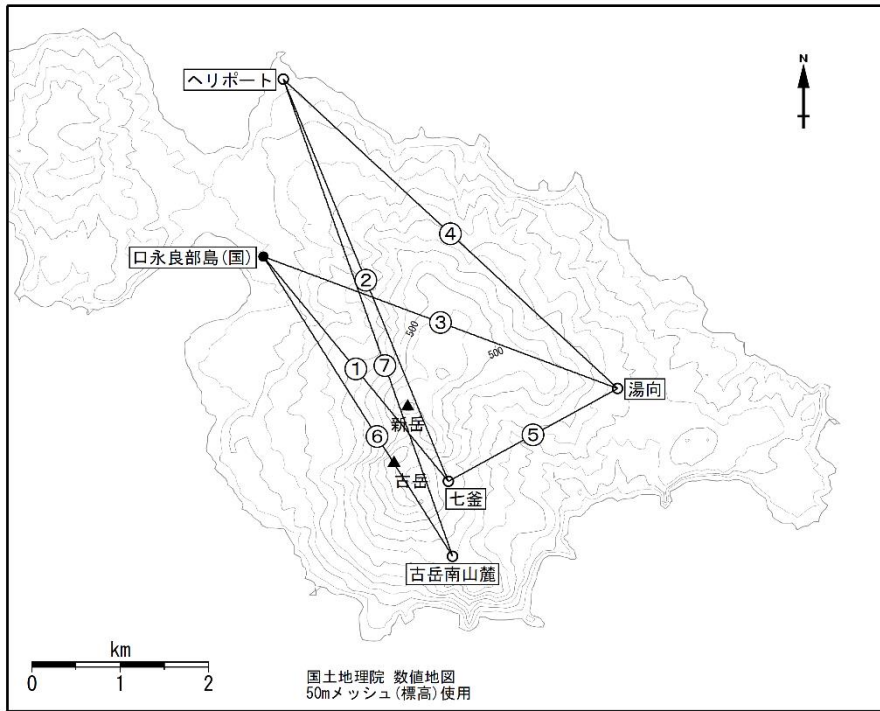 N
ヘリポート
④
口永良部島(国)
②
③
500
500
①
⑦
湯向
新岳
⑥
⑤
古岳
七釜
古岳南山麓
km
0 1 2
国土地理院 数値地図
50mメッシュ(標高)使用